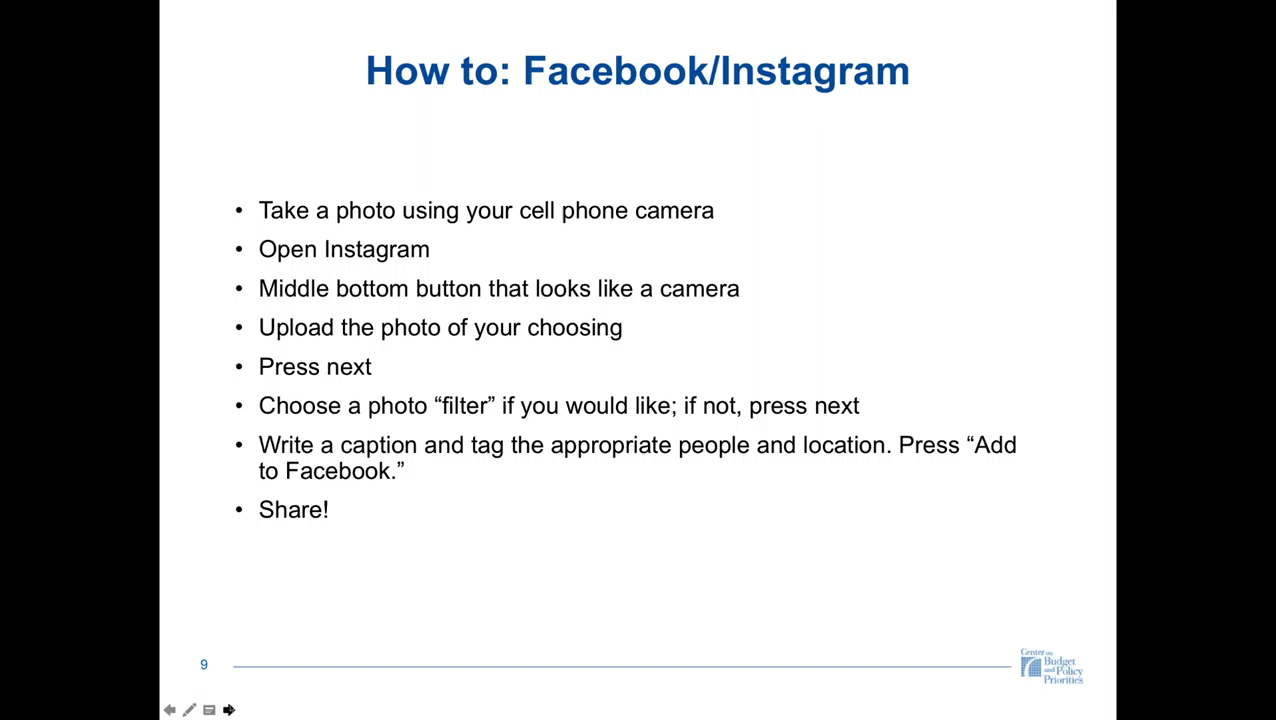 How to: Facebook/Instagram
• Take a photo using your cell phone camera
• Open Instagram
• Middle bottom button that looks like a camera
• Upload the photo of your choosing
• Press next
• Choose a photo “filter” if you would like; if not, press next
• Write a caption and tag the appropriate people and location. Press “Add
to Facebook.”
• Share!
9
Center on
Budget
and Policy
Priorities